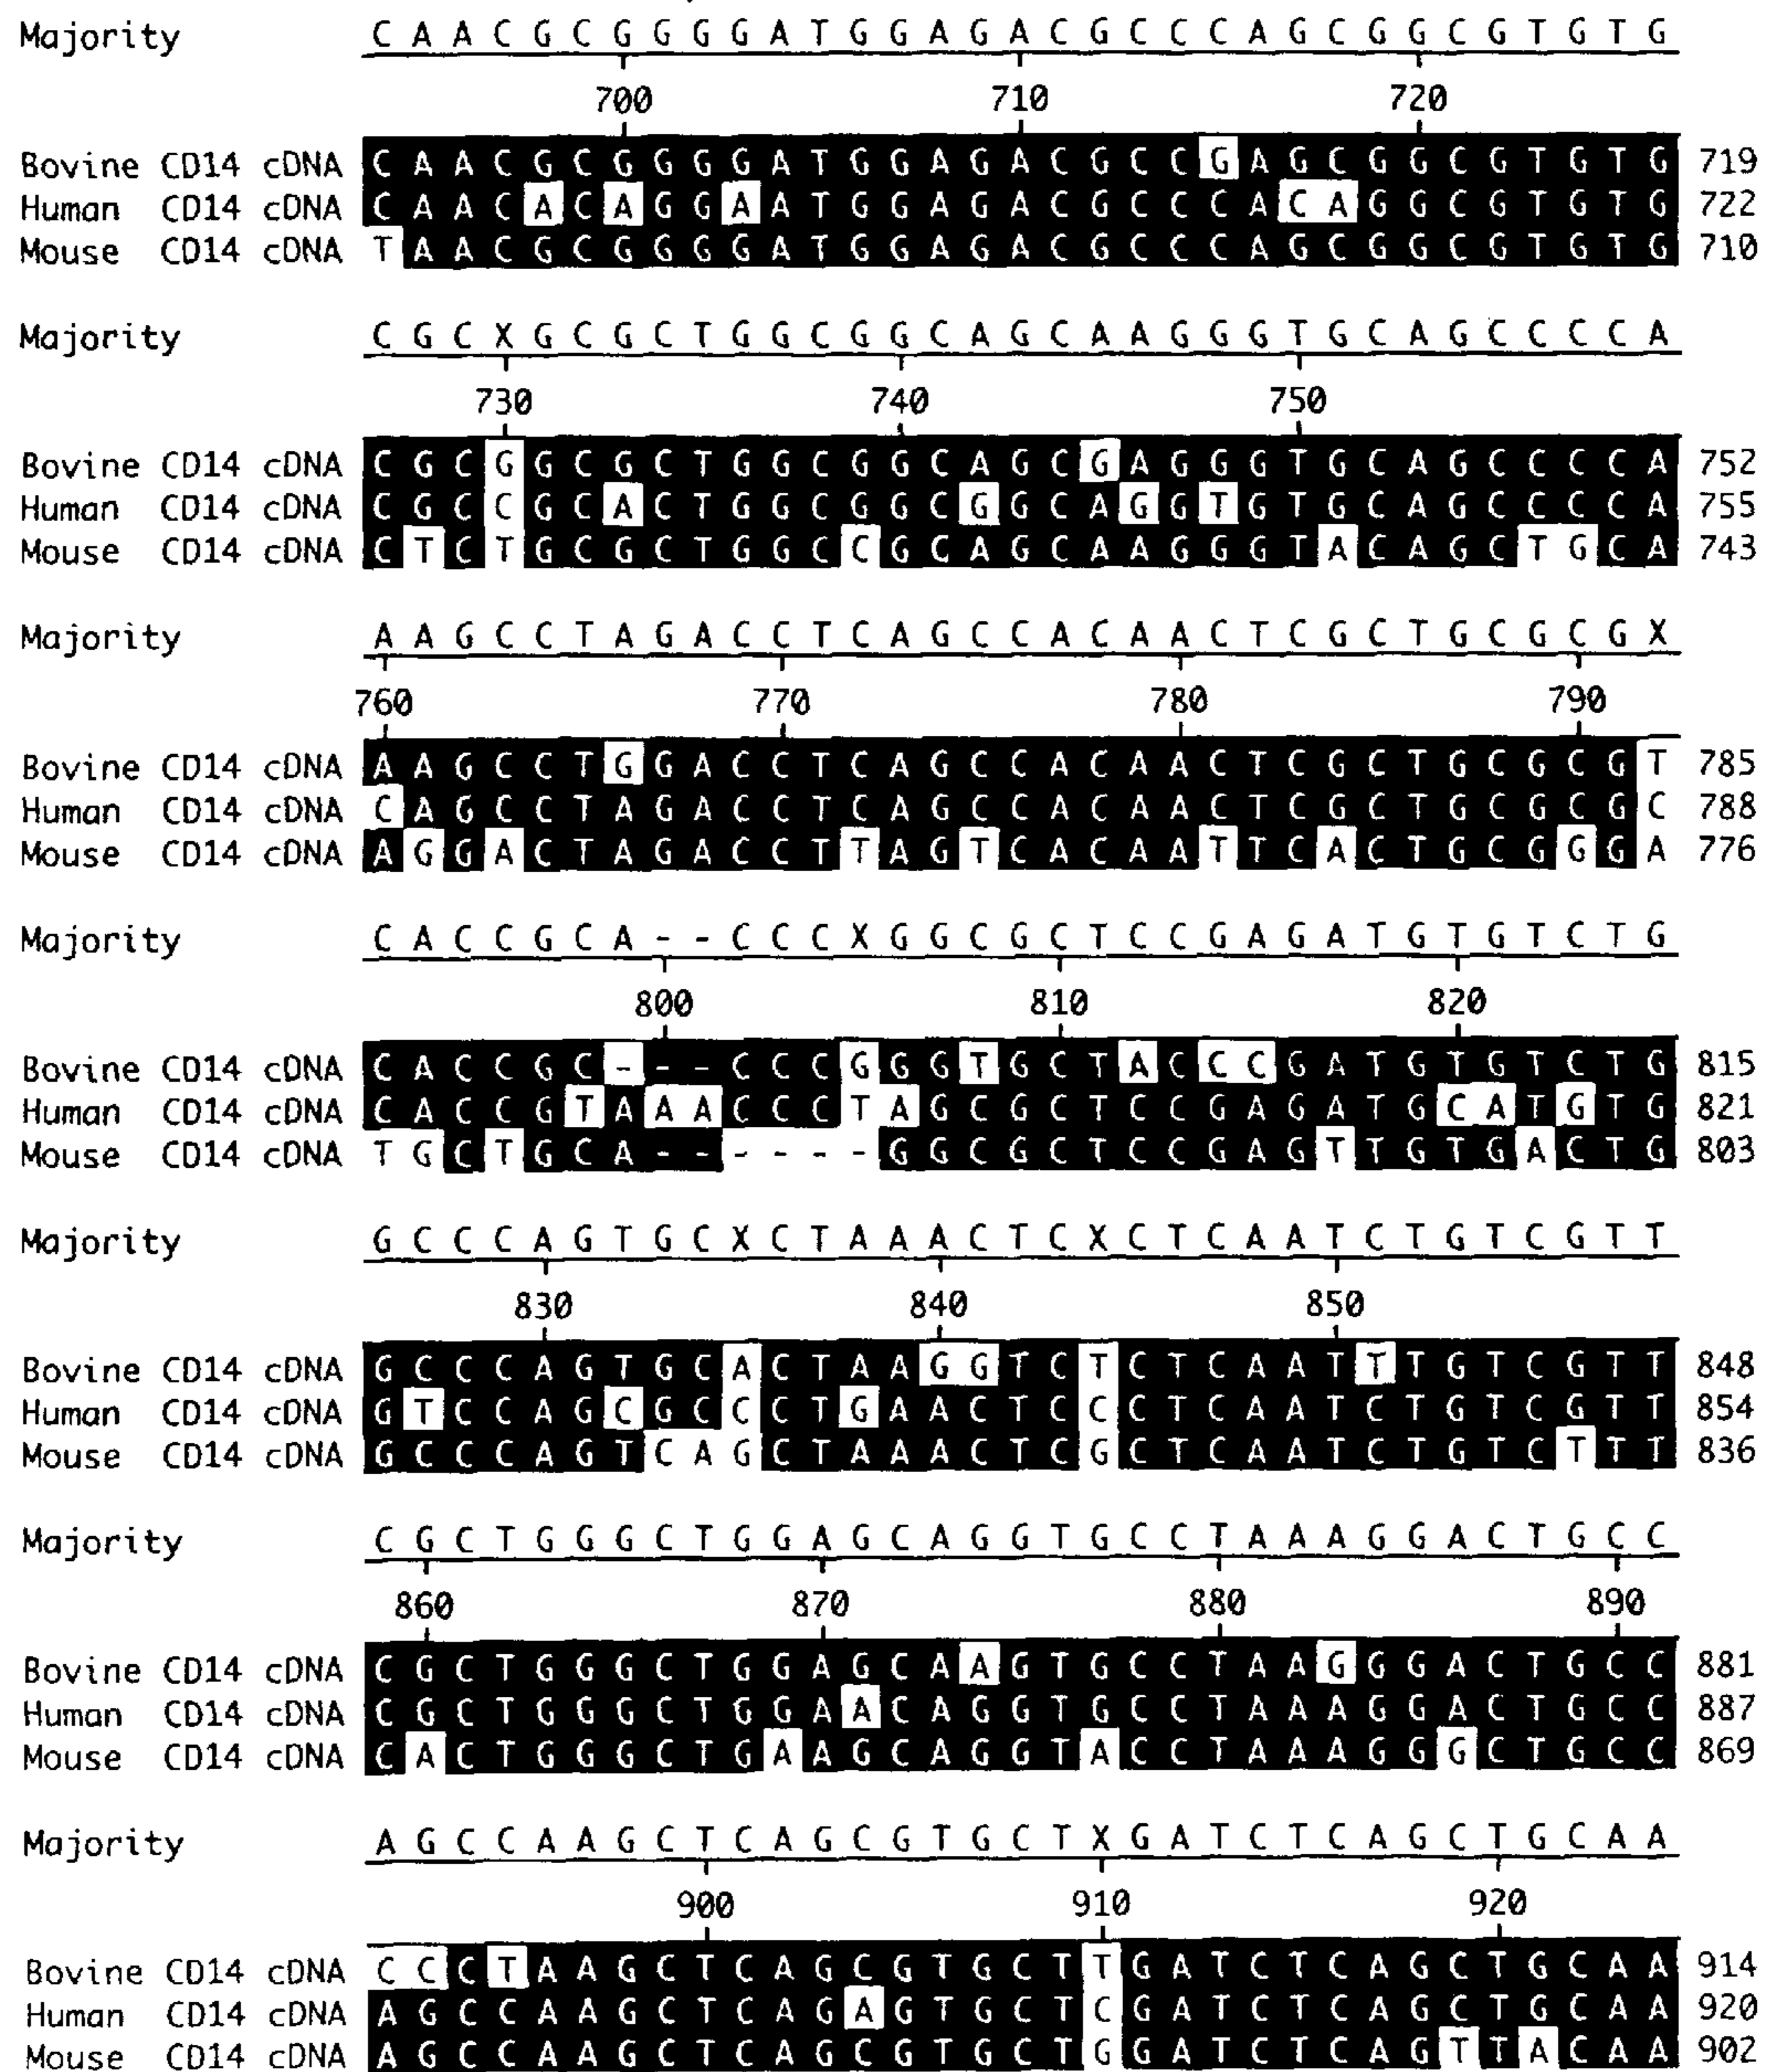 Majority C A A C G C G G G G A T G G A G A C G C C C A G C G G C G T G T G
700 710 720
Bovine CD14 cDNA C A A C G C G G G G A T G G A G A C G C C G A G C G G C G T G T G 719
Human CD14 cDNA C A A C A C A G G A A T G G A G A C G C C C A C A G G C G T G T G 722
Mouse CD14 cDNA T A A C G C G G G G A T G G A G A C G C C C A G C G G C G T G T G 710
Majority C G C X G C G C T G G C G G C A G C A A G G G T G C A G C C C C A
730 740 750
Bovine CD14 cDNA C G C G G C G C T G G C G G C A G C G A G G G T G C A G C C C C A 752
Human CD14 cDNA C G C C G C A C T G G C G G C G G C A G G T G T G C A G C C C C A 755
Mouse CD14 cDNA C T C T G C G C T G G C C G C A G C A A G G G T A C A G C T G C A 743
Majority A A G C C T A G A C C T C A G C C A C A A C T C G C T G C G C G X
760 770 780 790
Bovine CD14 cDNA A A G C C T G G A C C T C A G C C A C A A C T C G C T G C G C G T 785
Human CD14 cDNA C A G C C T A G A C C T C A G C C A C A A C T C G C T G C G C G C 788
Mouse CD14 cDNA A G G A C T A G A C C T T A G T C A C A A T T C A C T G C G G G A 776
Majority C A C C G C A - - C C C X G G C G C T C C G A G A T G T G T C T G
800 810 820
Bovine CD14 cDNA C A C C G C - - - C C C G G G T G C T A C C C G A T G T G T C T G 815
Human CD14 cDNA C A C C G T A A A C C C T A G C G C T C C G A G A T G C A T G T G 821
Mouse CD14 cDNA T G C T G C A - - - - - - G G C G C T C C G A G T T G T G A C T G 803
Majority G C C C A G T G C X C T A A A C T C X C T C A A T C T G T C G T T
830 840 850
Bovine CD14 cDNA G C C C A G T G C A C T A A G G T C T C T C A A T T T G T C G T T 848
Human CD14 cDNA G T C C A G C G C C C T G A A C T C C C T C A A T C T G T C G T T 854
Mouse CD14 cDNA G C C C A G T C A G C T A A A C T C G C T C A A T C T G T C T T T 836
Majority C G C T G G G C T G G A G C A G G T G C C T A A A G G A C T G C C
860 870 880 890
Bovine CD14 cDNA C G C T G G G C T G G A G C A A G T G C C T A A G G G A C T G C C 881
Human CD14 cDNA C G C T G G G C T G G A A C A G G T G C C T A A A G G A C T G C C 887
Mouse CD14 cDNA C A C T G G G C T G A A G C A G G T A C C T A A A G G G C T G C C 869
Majority A G C C A A G C T C A G C G T G C T X G A T C T C A G C T G C A A
900 910 920
Bovine CD14 cDNA C C C T A A G C T C A G C G T G C T T G A T C T C A G C T G C A A 914
Human CD14 cDNA A G C C A A G C T C A G A G T G C T C G A T C T C A G C T G C A A 920
Mouse CD14 cDNA A G C C A A G C T C A G C G T G C T G G A T C T C A G T T A C A A 902